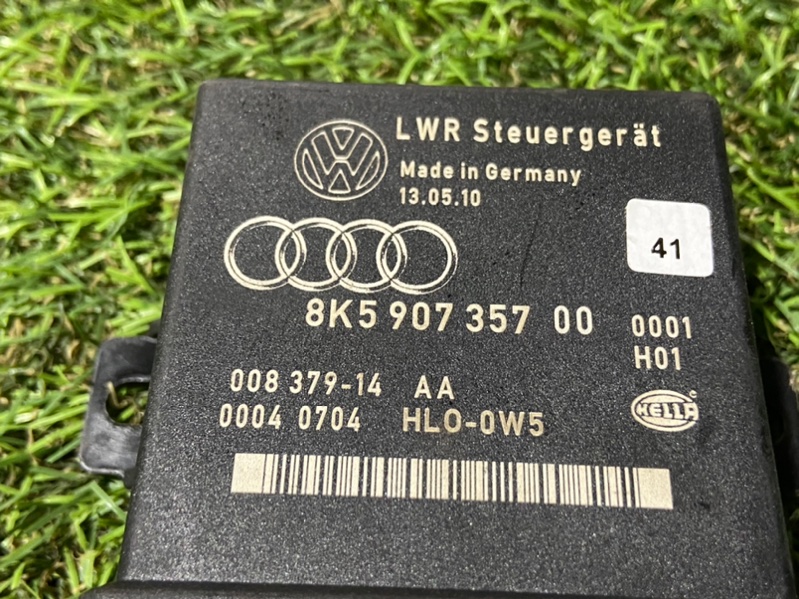 LWR Steuergerät
Made in Germany
13.05.10
41
8K5 907 357 00 0001
H01
008 379-14 AA
0004 0704 HLO-0W5
HELLA